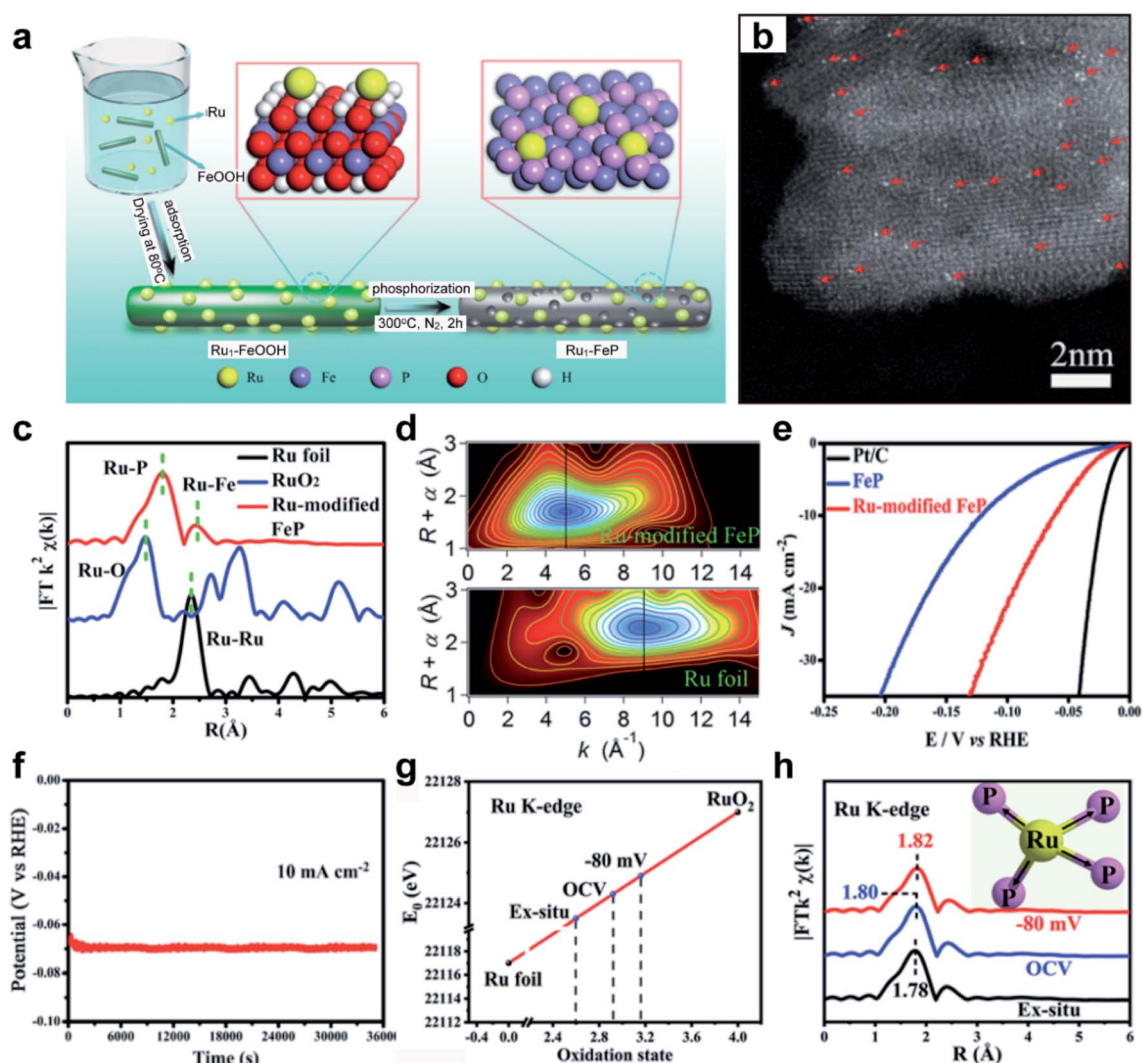 a
Ru
FeOOH
Drying at 80°C
adsorption
phosphorization
300°C, N₂, 2h
Ru₁-FeOOH
Ru₁-FeP
Ru
Fe
P
O
H
b
2nm
c
Ru-P
Ru-Fe
Ru-O
Ru-Ru
Ru foil
RuO₂
Ru-modified
FeP
|FT k² χ(k)|
0 1 2 3 4 5 6
R(Å)
d
3
2
1
R + α (Å)
Ru-modified FeP
0 2 4 6 8 10 12 14
3
2
1
R + α (Å)
Ru foil
0 2 4 6 8 10 12 14
k (Å⁻¹)
e
Pt/C
FeP
Ru-modified FeP
0
-10
-20
-30
J (mA cm⁻²)
-0.25 -0.20 -0.15 -0.10 -0.05 0.00
E / V vs RHE
f
0.00
-0.02
-0.04
-0.06
-0.08
-0.10
Potential (V vs RHE)
10 mA cm⁻²
0 6000 12000 18000 24000 30000 36000
Time (s)
g
22128
22126
22124
22123
22118
22116
22114
22112
E₀ (eV)
Ru K-edge
RuO₂
-80 mV
OCV
Ex-situ
Ru foil
-0.4 0.0 2.4 2.8 3.2 3.6 4.0
Oxidation state
h
Ru K-edge
P
P
Ru
P
P
1.82
1.80
1.78
-80 mV
OCV
Ex-situ
|FTk² χ(k)|
0 1 2 3 4 5 6
R (Å)